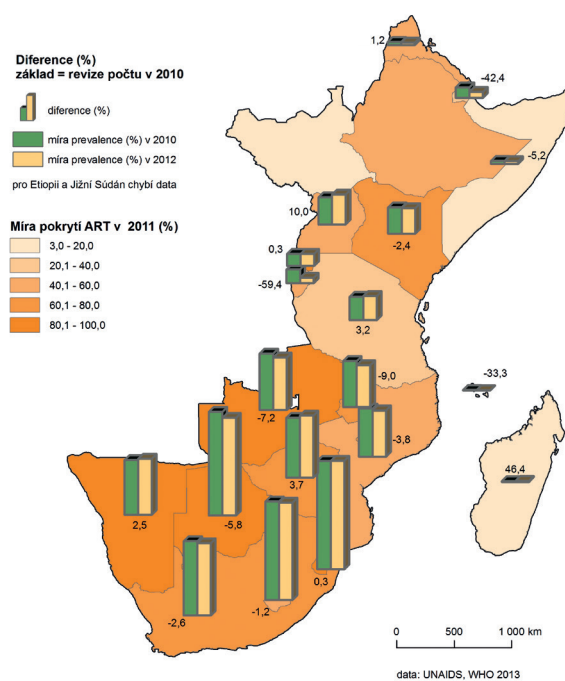 Diference (%)
základ = revize počtu v 2010
diference (%)
míra prevalence (%) v 2010
míra prevalence (%) v 2012
pro Etiopii a Jižní Súdán chybí data
Míra pokrytí ART v 2011 (%)
3,0 - 20,0
20,1 - 40,0
40,1 - 60,0
60,1 - 80,0
80,1 - 100,0
1,2
-42,4
-5,2
10,0
-2,4
0,3
-59,4
3,2
-9,0
-33,3
-7,2
-3,8
46,4
3,7
2,5
-5,8
0,3
-1,2
-2,6
0 500 1 000 km
data: UNAIDS, WHO 2013